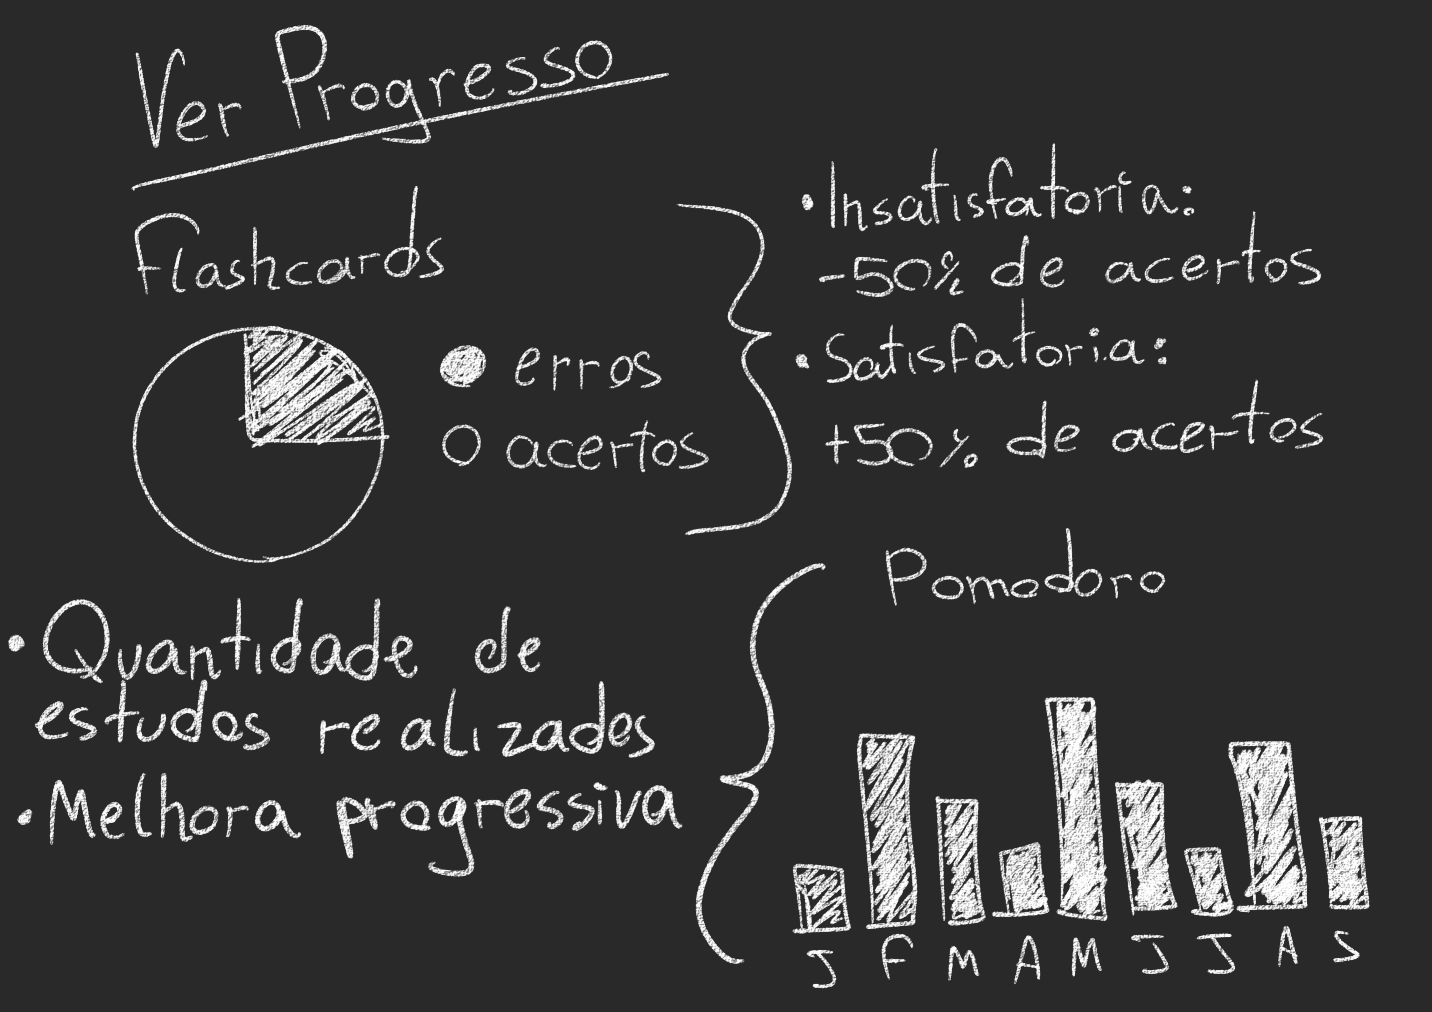 Ver Progresso
Flashcards
erros
acertos
• Insatisfatoria:
-50% de acertos
• Satisfatoria:
+50% de acertos
• Quantidade de
estudos realizados
• Melhora progressiva
Pomodoro
J F M A M J J A S